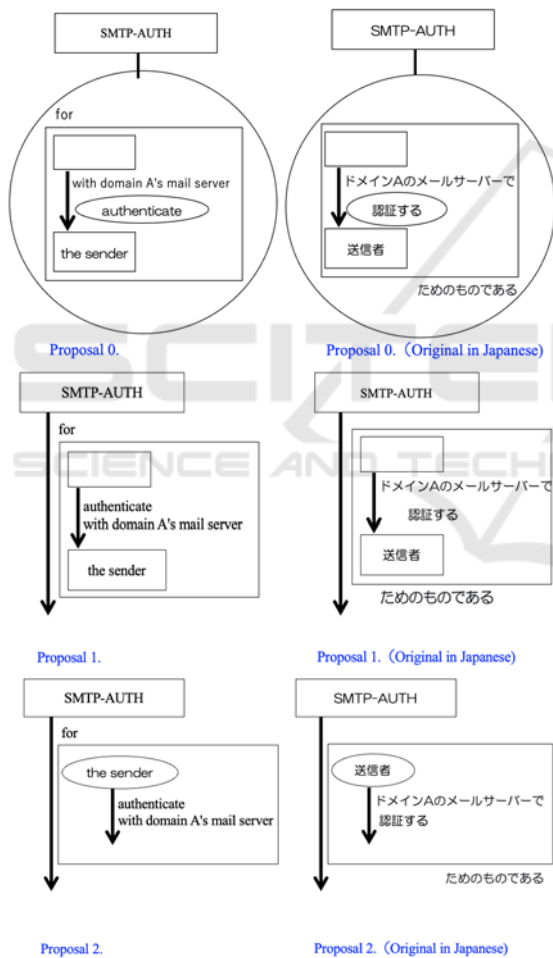 SMTP-AUTH
for
with domain A's mail server
authenticate
the sender
Proposal 0.
SMTP-AUTH
ドメインAのメールサーバーで
認証する
送信者
ためのものである
Proposal 0.（Original in Japanese)
SMTP-AUTH
for
authenticate
with domain A's mail server
the sender
Proposal 1.
SMTP-AUTH
ドメインAのメールサーバーで
認証する
送信者
ためのものである
Proposal 1.（Original in Japanese)
SMTP-AUTH
for
the sender
authenticate
with domain A's mail server
Proposal 2.
SMTP-AUTH
送信者
ドメインAのメールサーバーで
認証する
ためのものである
Proposal 2.（Original in Japanese)
SCITE
SCIENCE AND TECH